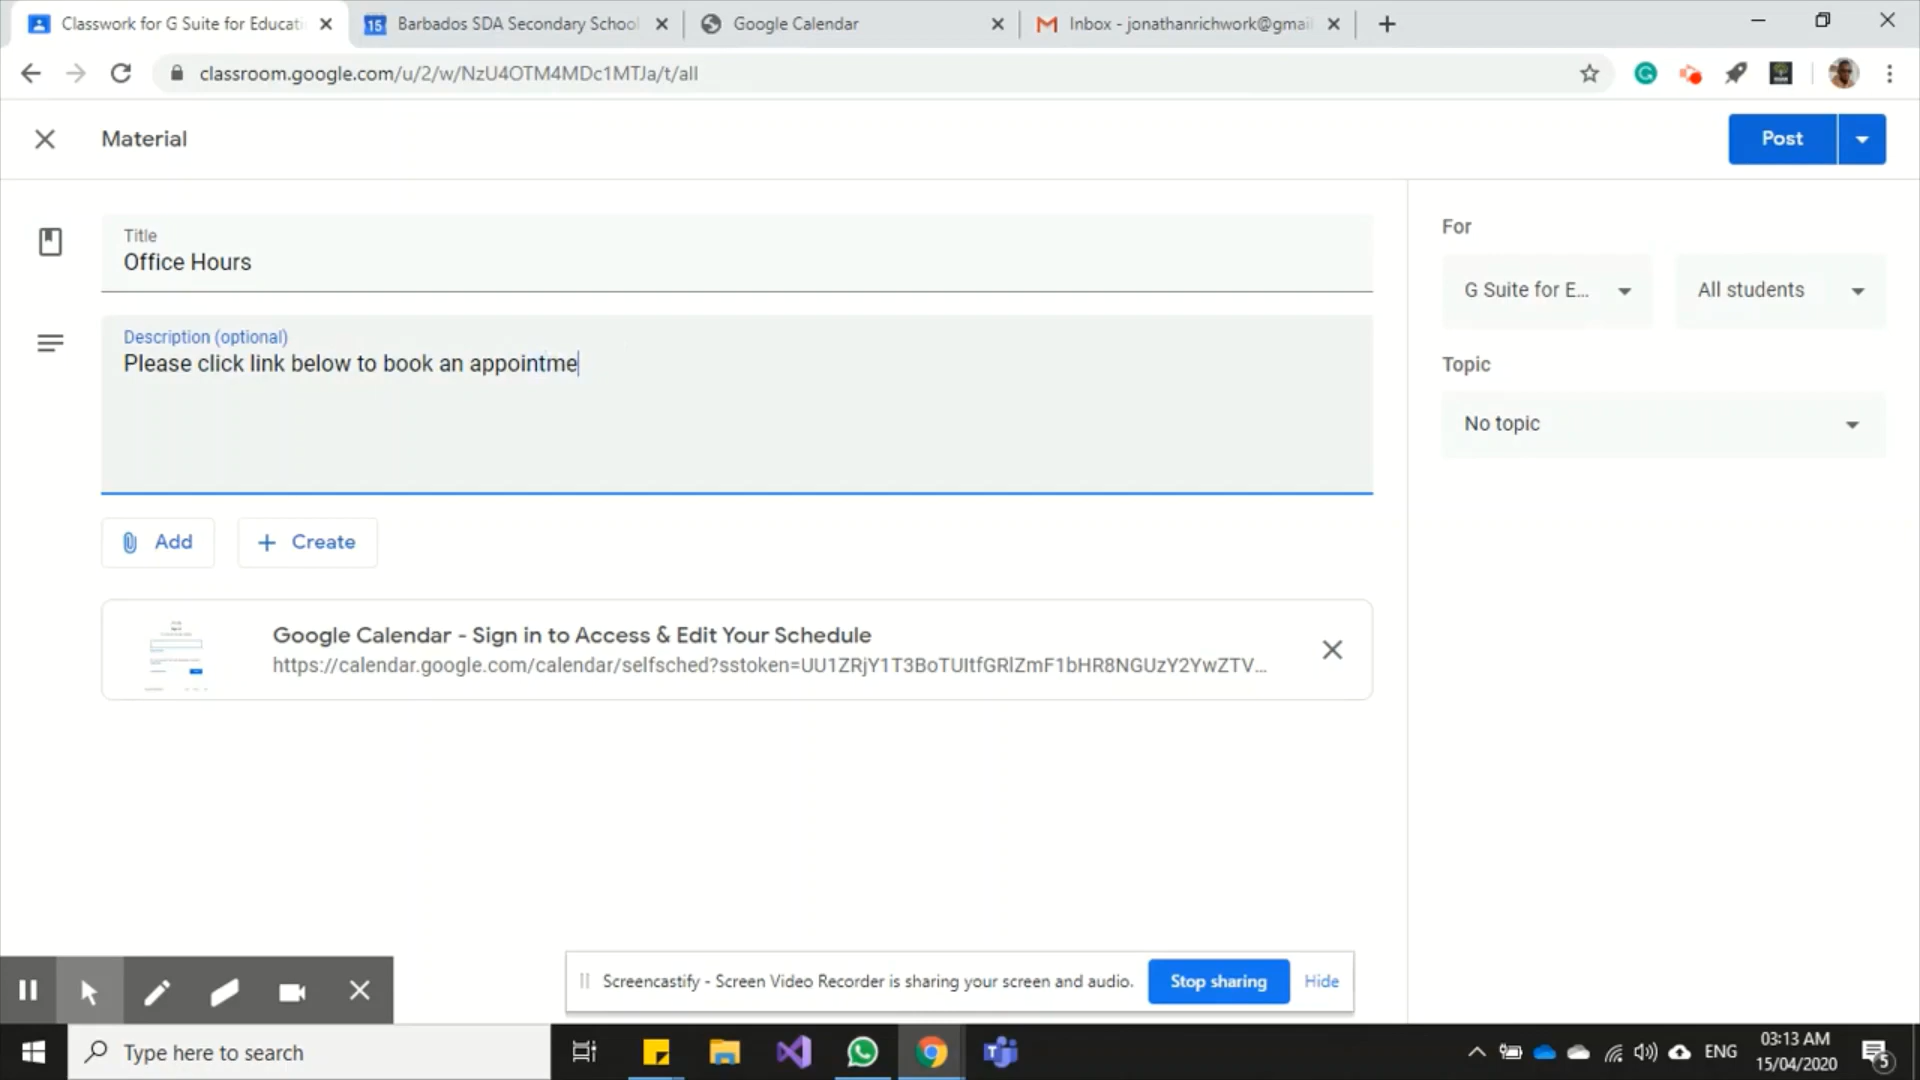 Classwork for G Suite for Educati
15 Barbados SDA Secondary School
Google Calendar
Inbox - jonathanrichwork@gmai
classroom.google.com/u/2/w/NzU4OTM4MDc1MTJa/t/all
Material
Post
Title
Office Hours
Description (optional)
Please click link below to book an appointme
Add
Create
Google Calendar - Sign in to Access & Edit Your Schedule
https://calendar.google.com/calendar/selfsched?sstoken=UU1ZRjY1T3BoTUItfGRlZmF1bHR8NGUzY2YwZTV...
For
G Suite for E...
All students
Topic
No topic
Screencastify - Screen Video Recorder is sharing your screen and audio.
Stop sharing
Hide
Type here to search
ENG
03:13 AM
15/04/2020
5